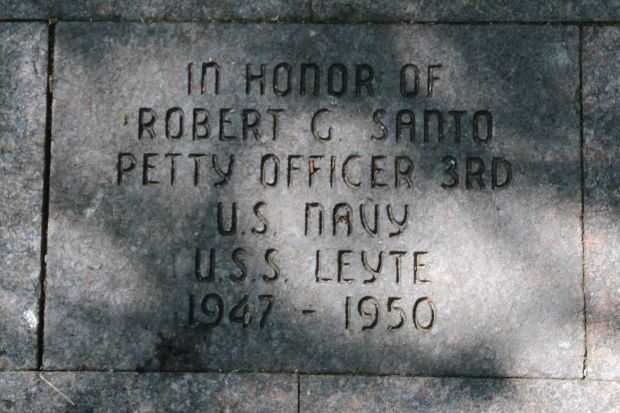 IN HONOR OF
ROBERT G SANTO
PETTY OFFICER 3RD
U.S. NAVY
U.S.S. LEYTE
1947 - 1950